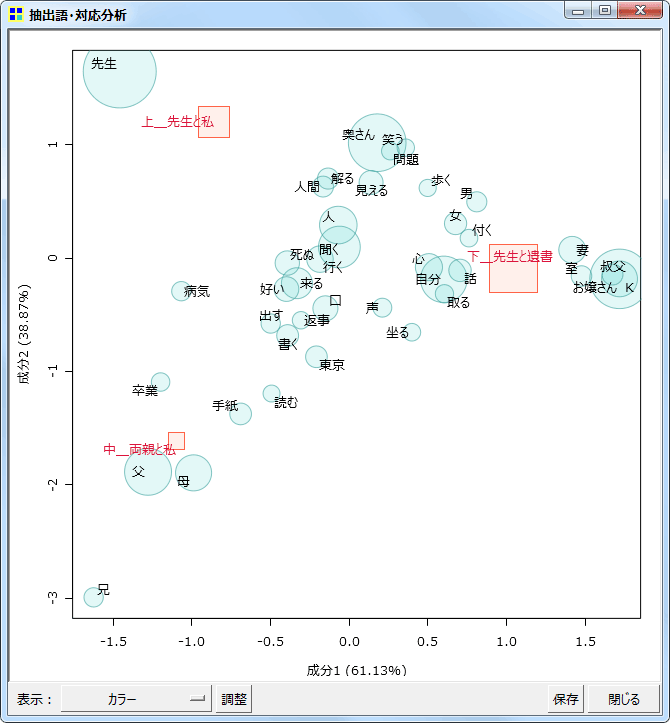 抽出語・対応分析
先生
上__先生と私
奥さん
笑う
問題
人間
解る
見える
歩く
男
人
女
付く
死ぬ
聞く
行く
心
下__先生と遺書
妻
室
叔父
自分
話
お嬢さん
K
病気
好い
来る
口
取る
出す
返事
声
坐る
書く
東京
卒業
手紙
読む
中__両親と私
父
母
兄
1
0
-1
-2
-3
成分2 (38.87%)
-1.5
-1.0
-0.5
0.0
0.5
1.0
1.5
成分1 (61.13%)
表示：
カラー
調整
保存
閉じる